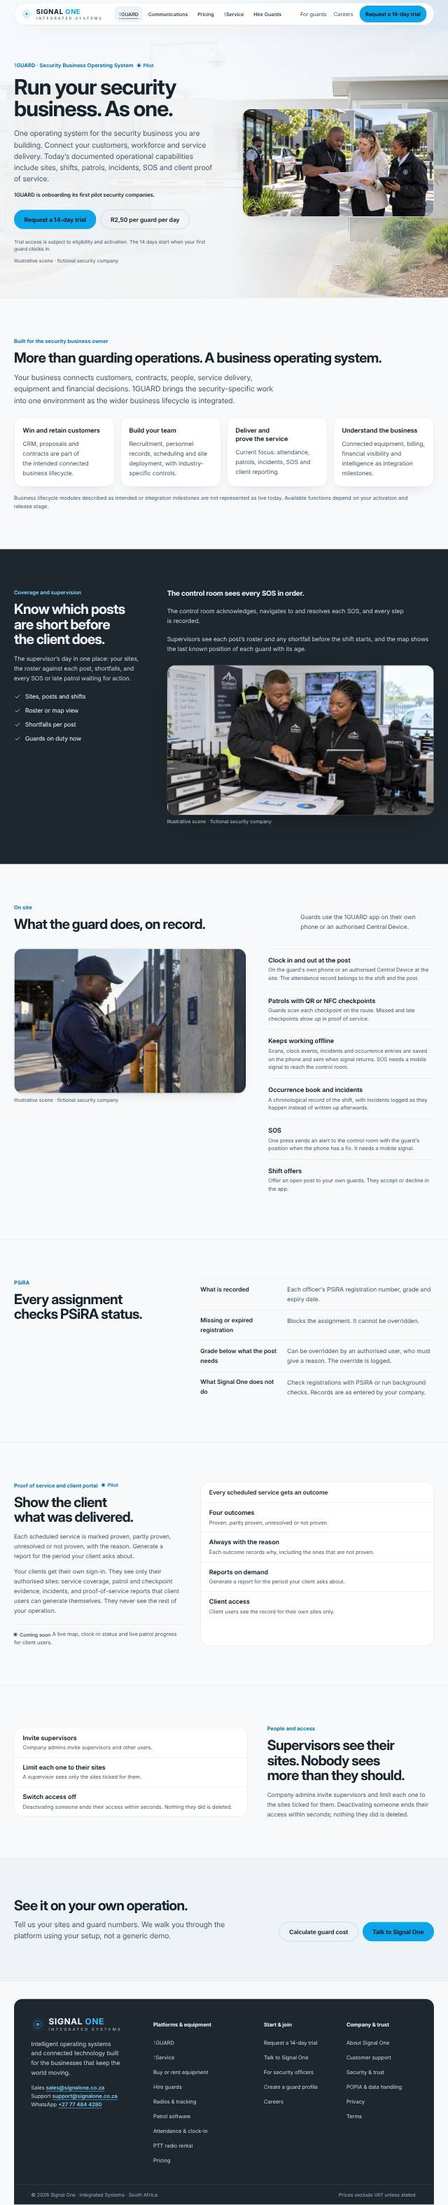 SIGNAL ONE
INTEGRATED SYSTEMS
1GUARD
Communications
Pricing
1Service
Hire Guards
For guards
Careers
Request a 14-day trial
1GUARD · Security Business Operating System
Pilot
Run your security
business. As one.
One operating system for the security business you are
building. Connect your customers, workforce and service
delivery. Today's documented operational capabilities
include sites, shifts, patrols, incidents, SOS and client proof
of service.
1GUARD is onboarding its first pilot security companies.
Request a 14-day trial
R2,50 per guard per day
Trial access is subject to eligibility and activation. The 14 days start when your first
guard clocks in.
Illustrative scene · fictional security company
Built for the security business owner
More than guarding operations. A business operating system.
Your business connects customers, contracts, people, service delivery,
equipment and financial decisions. 1GUARD brings the security-specific work
into one environment as the wider business lifecycle is integrated.
Win and retain customers
CRM, proposals and
contracts are part of
the intended connected
business lifecycle.
Build your team
Recruitment, personnel
records, scheduling and site
deployment, with industry-
specific controls.
Deliver and
prove the service
Current focus: attendance,
patrols, incidents, SOS and
client reporting.
Understand the business
Connected equipment, billing,
financial visibility and
intelligence as integration
milestones.
Business lifecycle modules described as intended or integration milestones are not represented as live today. Available functions depend on your activation and
release stage.
Coverage and supervision
Know which posts
are short before
the client does.
The supervisor's day in one place: your sites,
the roster against each post, shortfalls, and
every SOS or late patrol waiting for action.
Sites, posts and shifts
Roster or map view
Shortfalls per post
Guards on duty now
The control room sees every SOS in order.
The control room acknowledges, navigates to and resolves each SOS, and every step
is recorded.
Supervisors see each post's roster and any shortfall before the shift starts, and the map shows
the last known position of each guard with its age.
Illustrative scene · fictional security company
On site
What the guard does, on record.
Guards use the 1GUARD app on their own
phone or an authorised Central Device.
Illustrative scene · fictional security company
Clock in and out at the post
On the guard's own phone or an authorised Central Device at the
site. The attendance record belongs to the shift and the post.
Patrols with QR or NFC checkpoints
Guards scan each checkpoint on the route. Missed and late
checkpoints show up in proof of service.
Keeps working offline
Scans, clock events, incidents and occurrence entries are saved
on the phone and sent when signal returns. SOS needs a mobile
signal to reach the control room.
Occurrence book and incidents
A chronological record of the shift, with incidents logged as they
happen instead of written up afterwards.
SOS
One press sends an alert to the control room with the guard's
position when the phone has a fix. It needs a mobile signal.
Shift offers
Offer an open post to your own guards. They accept or decline in
the app.
PSiRA
Every assignment
checks PSiRA status.
What is recorded
Each officer's PSiRA registration number, grade and
expiry date.
Missing or expired
registration
Blocks the assignment. It cannot be overridden.
Grade below what the post
needs
Can be overridden by an authorised user, who must
give a reason. The override is logged.
What Signal One does not
do
Check registrations with PSiRA or run background
checks. Records are as entered by your company.
Proof of service and client portal
Pilot
Show the client
what was delivered.
Each scheduled service is marked proven, partly proven,
unresolved or not proven, with the reason. Generate a
report for the period your client asks about.
Your clients get their own sign-in. They see only their
authorised sites: service coverage, patrol and checkpoint
evidence, incidents, and proof-of-service reports that client
users can generate themselves. They never see the rest of
your operation.
Coming soon A live map, clock-in status and live patrol progress
for client users.
Every scheduled service gets an outcome
Four outcomes
Proven, partly proven, unresolved or not proven.
Always with the reason
Each outcome records why, including the ones that are not proven.
Reports on demand
Generate a report for the period your client asks about.
Client access
Client users see the record for their own sites only.
Invite supervisors
Company admins invite supervisors and other users.
Limit each one to their sites
A supervisor sees only the sites ticked for them.
Switch access off
Deactivating someone ends their access within seconds. Nothing they did is deleted.
People and access
Supervisors see their
sites. Nobody sees
more than they should.
Company admins invite supervisors and limit each one to
the sites ticked for them. Deactivating someone ends their
access within seconds; nothing they did is deleted.
See it on your own operation.
Tell us your sites and guard numbers. We walk you through the
platform using your setup, not a generic demo.
Calculate guard cost
Talk to Signal One
SIGNAL ONE
INTEGRATED SYSTEMS
Intelligent operating systems
and connected technology built
for the businesses that keep the
world moving.
Sales sales@signalone.co.za
Support support@signalone.co.za
WhatsApp +27 77 484 4280
Platforms & equipment
1GUARD
1Service
Buy or rent equipment
Hire guards
Radios & tracking
Patrol software
Attendance & clock-in
PTT radio rental
Pricing
Start & join
Request a 14-day trial
Talk to Signal One
For security officers
Create a guard profile
Careers
Company & trust
About Signal One
Customer support
Security & trust
POPIA & data handling
Privacy
Terms
© 2026 Signal One · Integrated Systems · South Africa
Prices exclude VAT unless stated